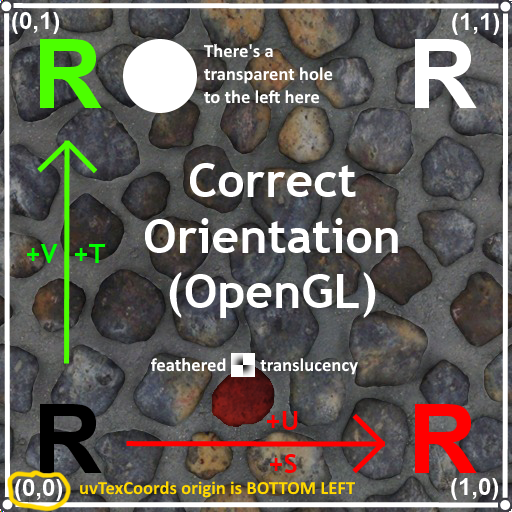 (0,1)
(1,1)
R
There's a
transparent hole
to the left here
R
Correct
Orientation
(OpenGL)
+V +T
feathered translucency
R
+U
+S
R
(0,0)
uvTexCoords origin is BOTTOM LEFT
(1,0)